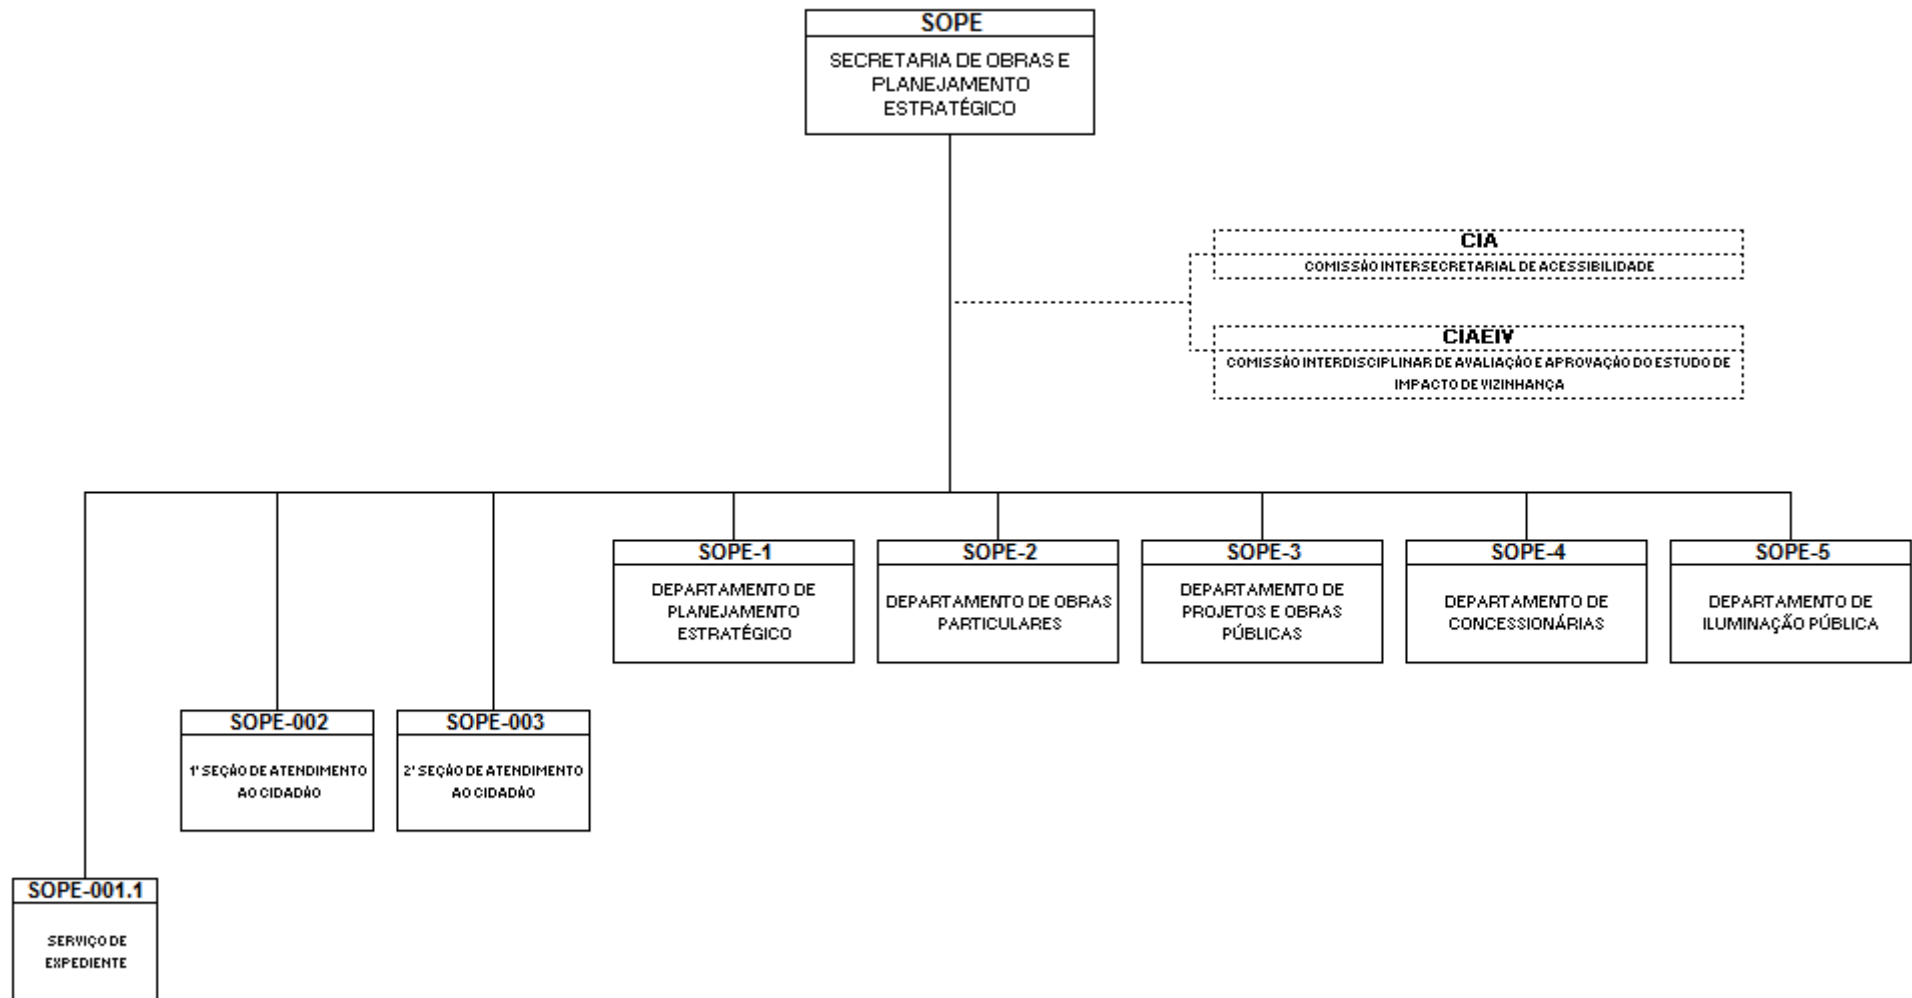 SOPE
SECRETARIA DE OBRAS E
PLANEJAMENTO
ESTRATÉGICO
CIA
COMISSÃO INTERSECRETARIAL DE ACESSIBILIDADE
CIAEIV
COMISSÃO INTERDISCIPLINAR DE AVALIAÇÃO E APROVAÇÃO DO ESTUDO DE
IMPACTO DE VIZINHANÇA
SOPE-1
DEPARTAMENTO DE
PLANEJAMENTO
ESTRATÉGICO
SOPE-2
DEPARTAMENTO DE OBRAS
PARTICULARES
SOPE-3
DEPARTAMENTO DE
PROJETOS E OBRAS
PÚBLICAS
SOPE-4
DEPARTAMENTO DE
CONCESSIONÁRIAS
SOPE-5
DEPARTAMENTO DE
ILUMINAÇÃO PÚBLICA
SOPE-002
1ª SEÇÃO DE ATENDIMENTO
AO CIDADÃO
SOPE-003
2ª SEÇÃO DE ATENDIMENTO
AO CIDADÃO
SOPE-001.1
SERVIÇO DE
EXPEDIENTE